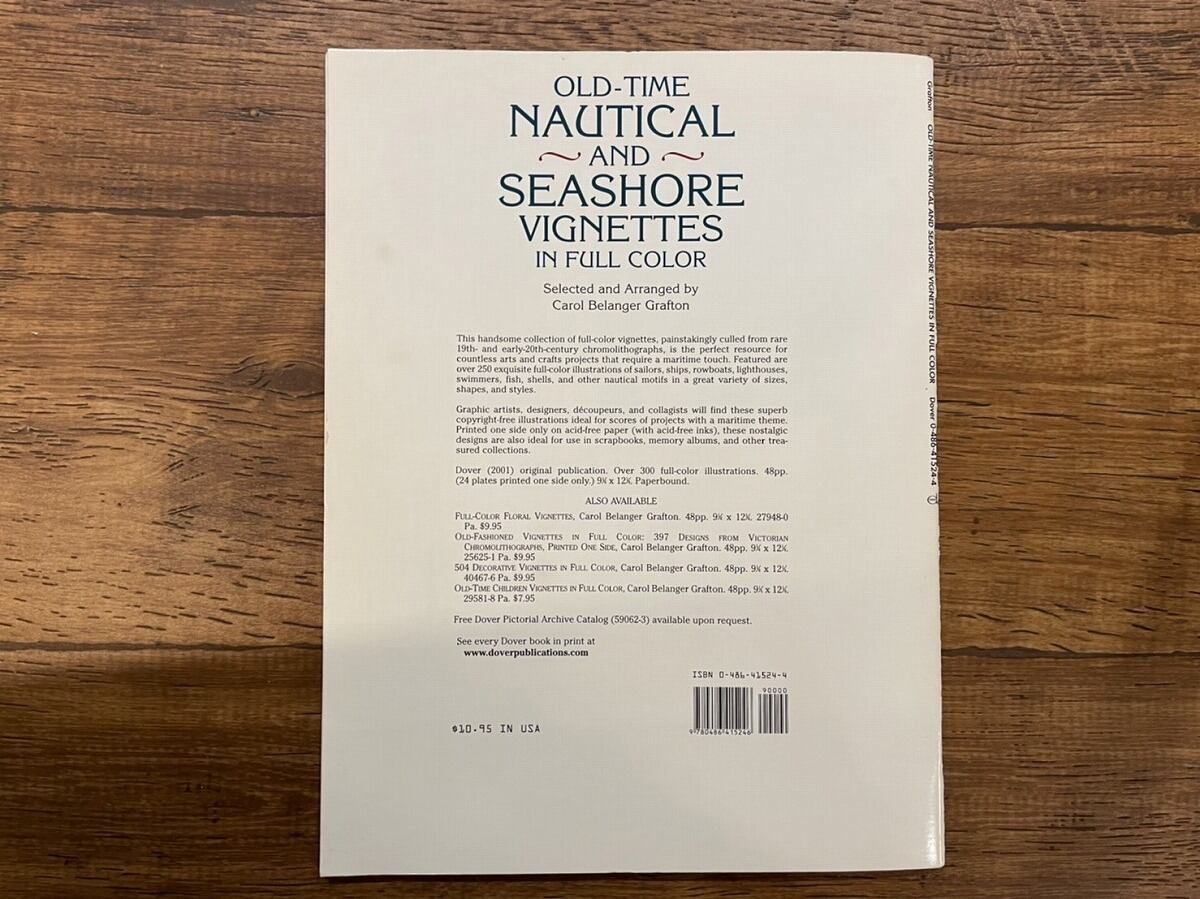 OLD-TIME
NAUTICAL
~ AND ~
SEASHORE
VIGNETTES
IN FULL COLOR
Selected and Arranged by
Carol Belanger Grafton
This handsome collection of full-color vignettes, painstakingly culled from rare
19th- and early-20th-century chromolithographs, is the perfect resource for
countless arts and crafts projects that require a maritime touch. Featured are
over 250 exquisite full-color illustrations of sailors, ships, rowboats, lighthouses,
swimmers, fish, shells, and other nautical motifs in a great variety of sizes,
shapes, and styles.
Graphic artists, designers, découpeurs, and collagists will find these superb
copyright-free illustrations ideal for scores of projects with a maritime theme.
Printed one side only on acid-free paper (with acid-free inks), these nostalgic
designs are also ideal for use in scrapbooks, memory albums, and other trea-
sured collections.
Dover (2001) original publication. Over 300 full-color illustrations. 48pp.
(24 plates printed one side only.) 9¼ x 12¼. Paperbound.
ALSO AVAILABLE
FULL-COLOR FLORAL VIGNETTES, Carol Belanger Grafton. 48pp. 9¼ x 12¼. 27948-0
Pa. $9.95
OLD-FASHIONED VIGNETTES IN FULL COLOR: 397 DESIGNS FROM VICTORIAN
CHROMOLITHOGRAPHS, PRINTED ONE SIDE, Carol Belanger Grafton. 48pp. 9¼ x 12¼.
25625-1 Pa. $9.95
504 DECORATIVE VIGNETTES IN FULL COLOR, Carol Belanger Grafton. 48pp. 9¼ x 12¼.
40467-6 Pa. $9.95
OLD-TIME CHILDREN VIGNETTES IN FULL COLOR, Carol Belanger Grafton. 48pp. 9¼ x 12¼.
29581-8 Pa. $7.95
Free Dover Pictorial Archive Catalog (59062-3) available upon request.
See every Dover book in print at
www.doverpublications.com
ISBN 0-486-41524-4
90000
9 780486 415246
$10.95 IN USA
Grafton OLD-TIME NAUTICAL AND SEASHORE VIGNETTES IN FULL COLOR Dover 0-486-41524-4